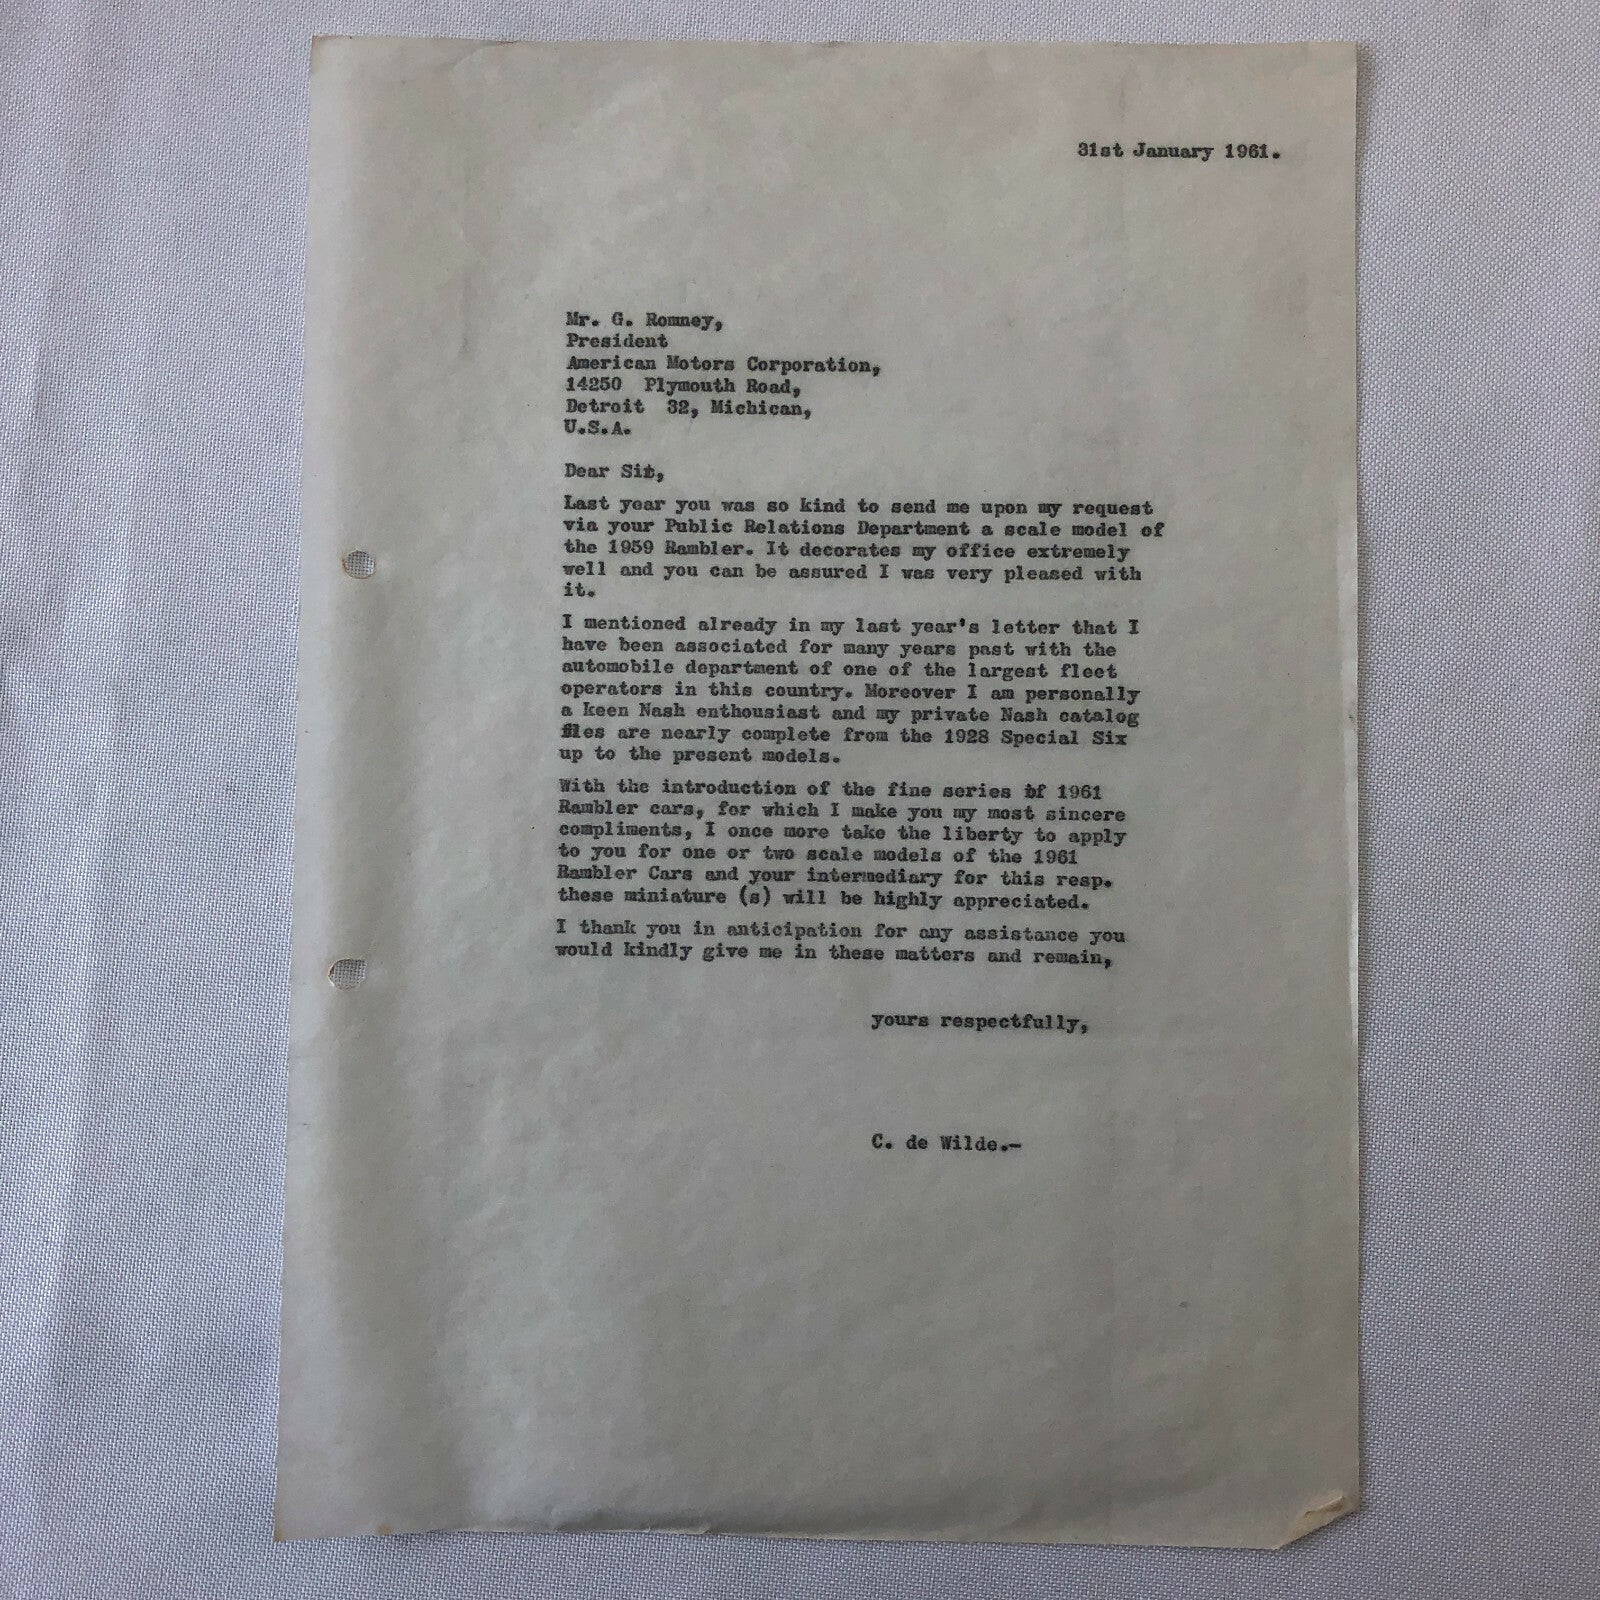 31st January 1961.
Mr. G. Romney,
President
American Motors Corporation,
14250 Plymouth Road,
Detroit 32, Michican,
U.S.A.
Dear Sir,
Last year you was so kind to send me upon my request
via your Public Relations Department a scale model of
the 1959 Rambler. It decorates my office extremely
well and you can be assured I was very pleased with
it.
I mentioned already in my last year's letter that I
have been associated for many years past with the
automobile department of one of the largest fleet
operators in this country. Moreover I am personally
a keen Nash enthousiast and my private Nash catalog
files are nearly complete from the 1928 Special Six
up to the present models.
With the introduction of the fine series of 1961
Rambler cars, for which I make you my most sincere
compliments, I once more take the liberty to apply
to you for one or two scale models of the 1961
Rambler Cars and your intermediary for this resp.
these miniature (s) will be highly appreciated.
I thank you in anticipation for any assistance you
would kindly give me in these matters and remain,
yours respectfully,
C. de Wilde.-